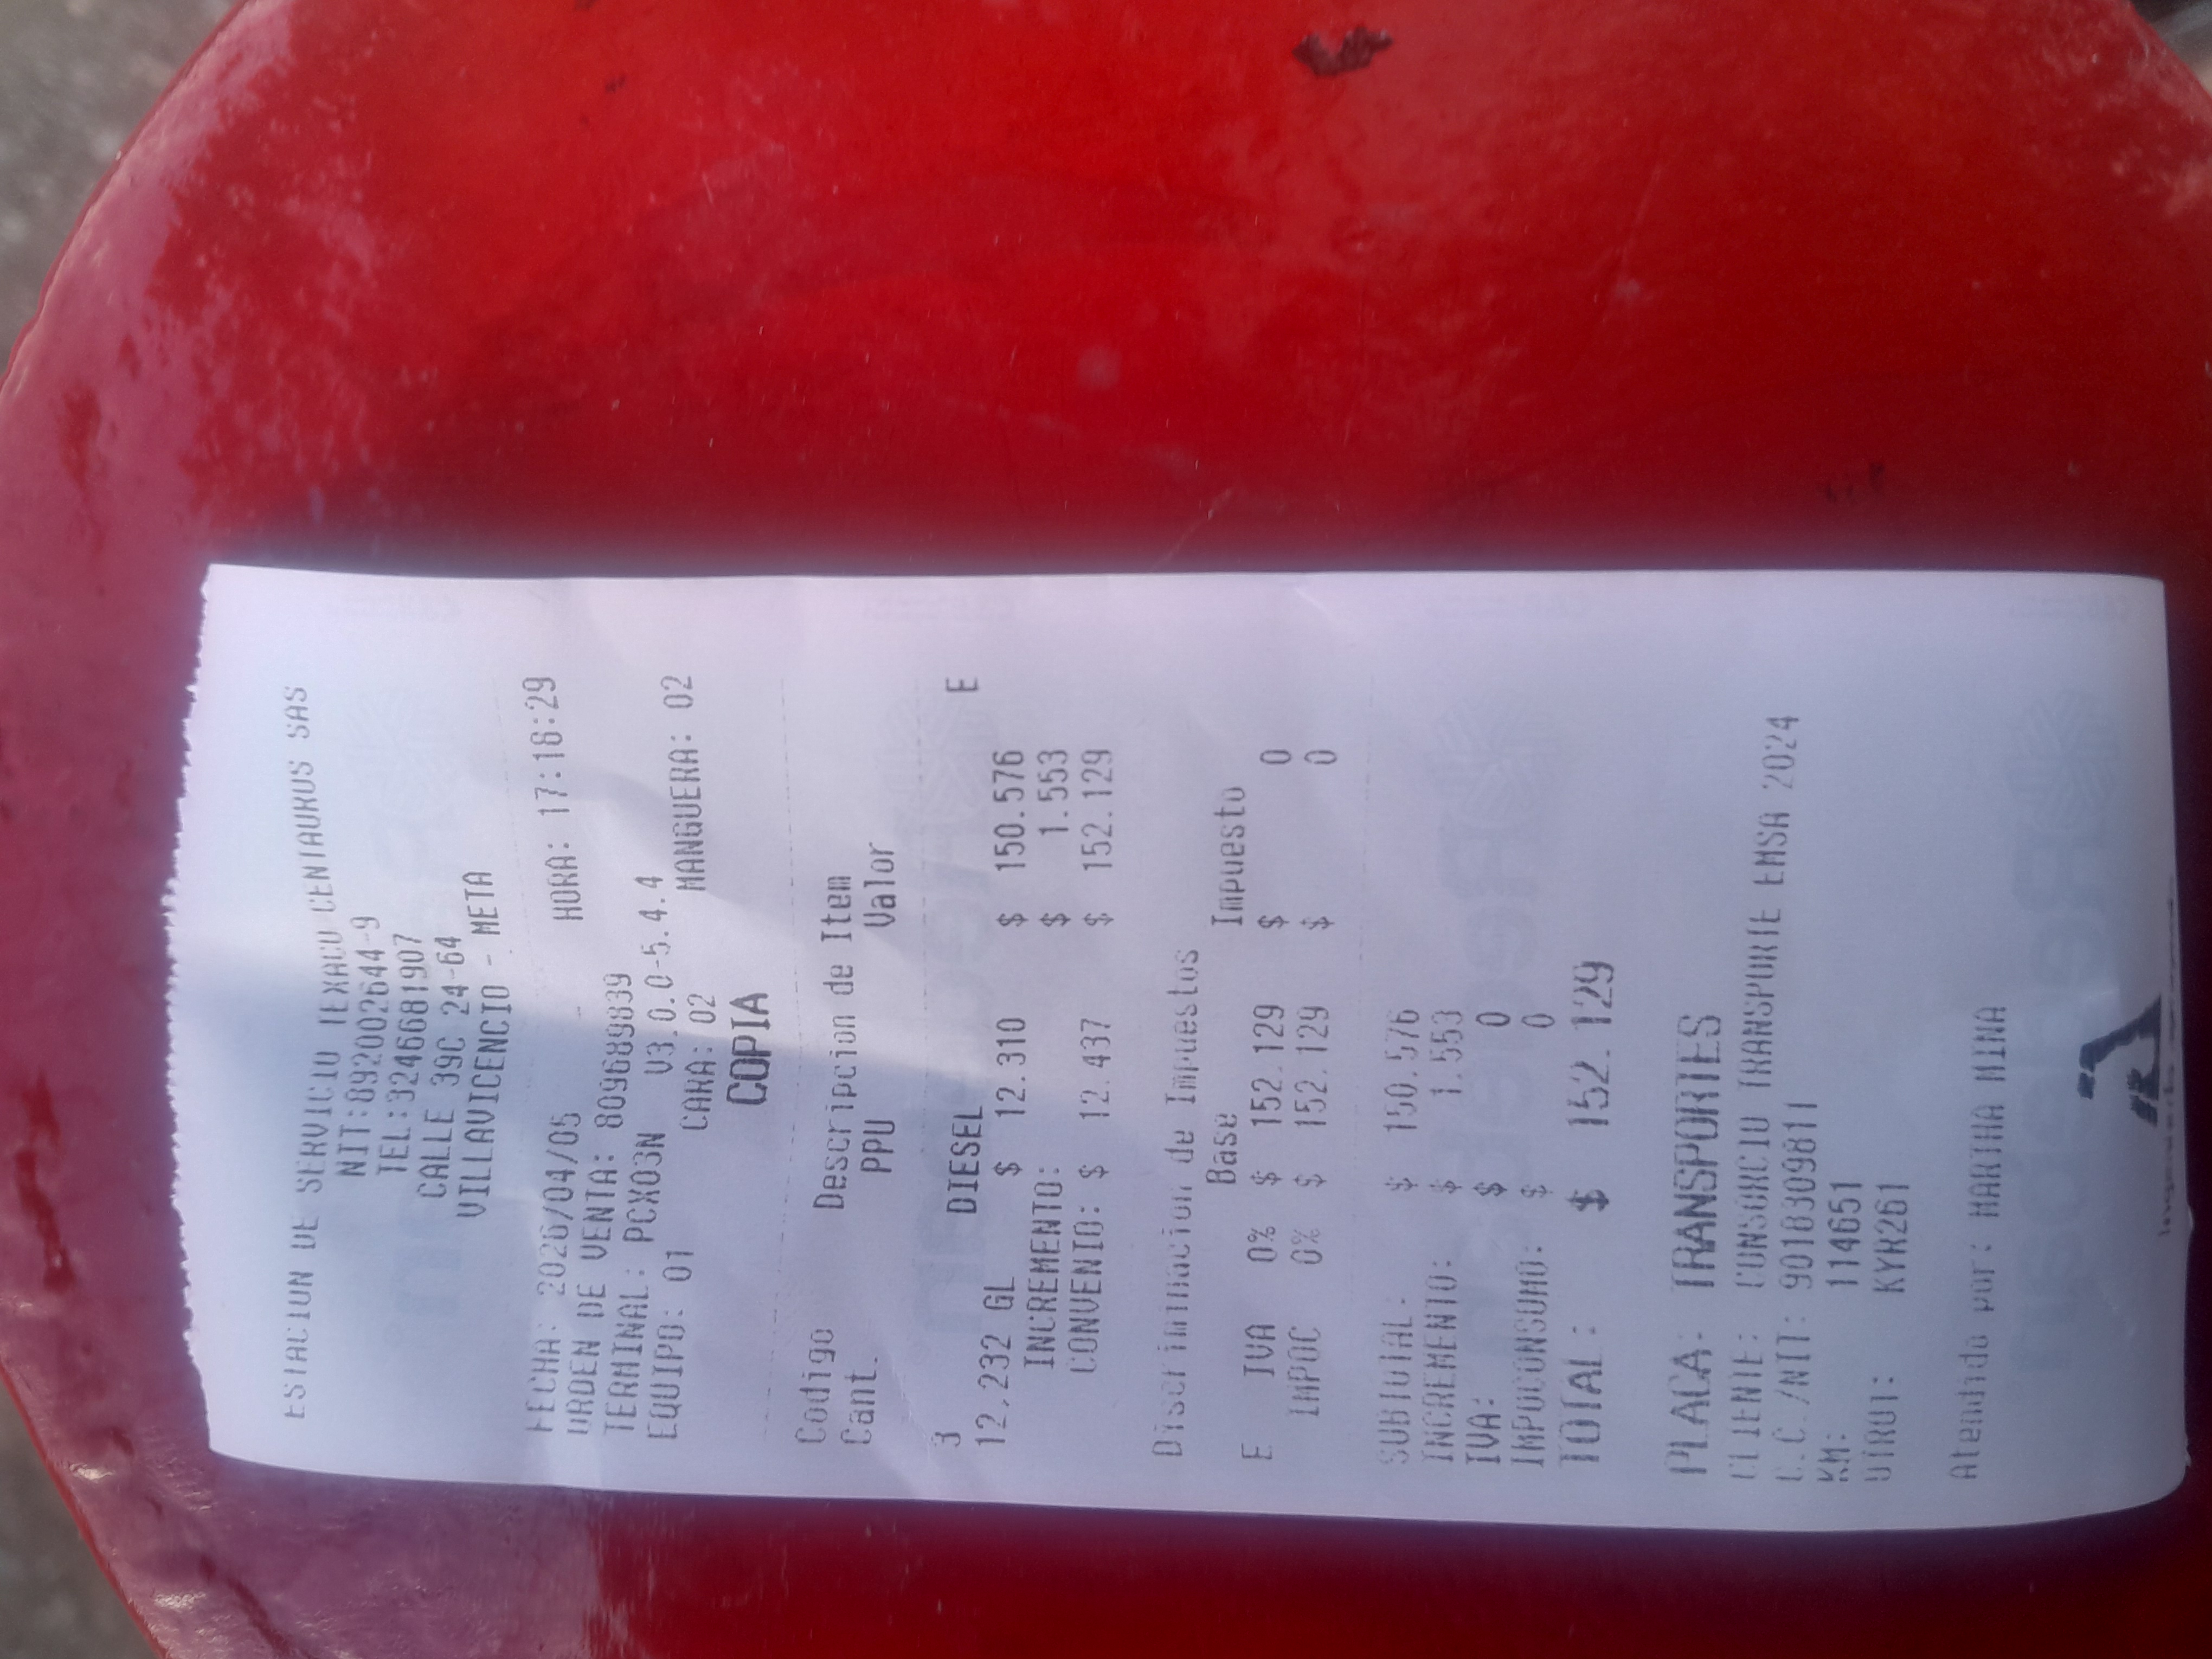 ESTACION DE SERVICIO TEXACO CENTAURUS SAS
NIT:892002644-9
TEL:3246681907
CALLE 39C 24-64
VILLAVICENCIO - META
FECHA: 2026/04/05 HORA: 17:18:29
ORDEN DE VENTA: 809689839
TERMINAL: PCX03N V3.0.0-5.4.4
EQUIPO: 01 CARA: 02 MANGUERA: 02
COPIA
Codigo Descripcion de Item
Cant. PPU Valor
3 DIESEL E
12,232 GL $ 12.310 $ 150.576
INCREMENTO: $ 1.553
CONVENIO: $ 12.437 $ 152.129
Discriminacion de Impuestos
Base Impuesto
E IVA 0% $ 152.129 $ 0
IMPOC 0% $ 152.129 $ 0
SUBTOTAL: $ 150.576
INCREMENTO: $ 1.553
IVA: $ 0
IMPOCONSUMO: $ 0
TOTAL: $ 152.129
PLACA: TRANSPORTES
CLIENTE: CONSORCIO TRANSPORTE EMSA 2024
C.C./NIT: 9018309811
KM: 114651
OTRO1: KYR261
Atendido por: MARTHA MINA